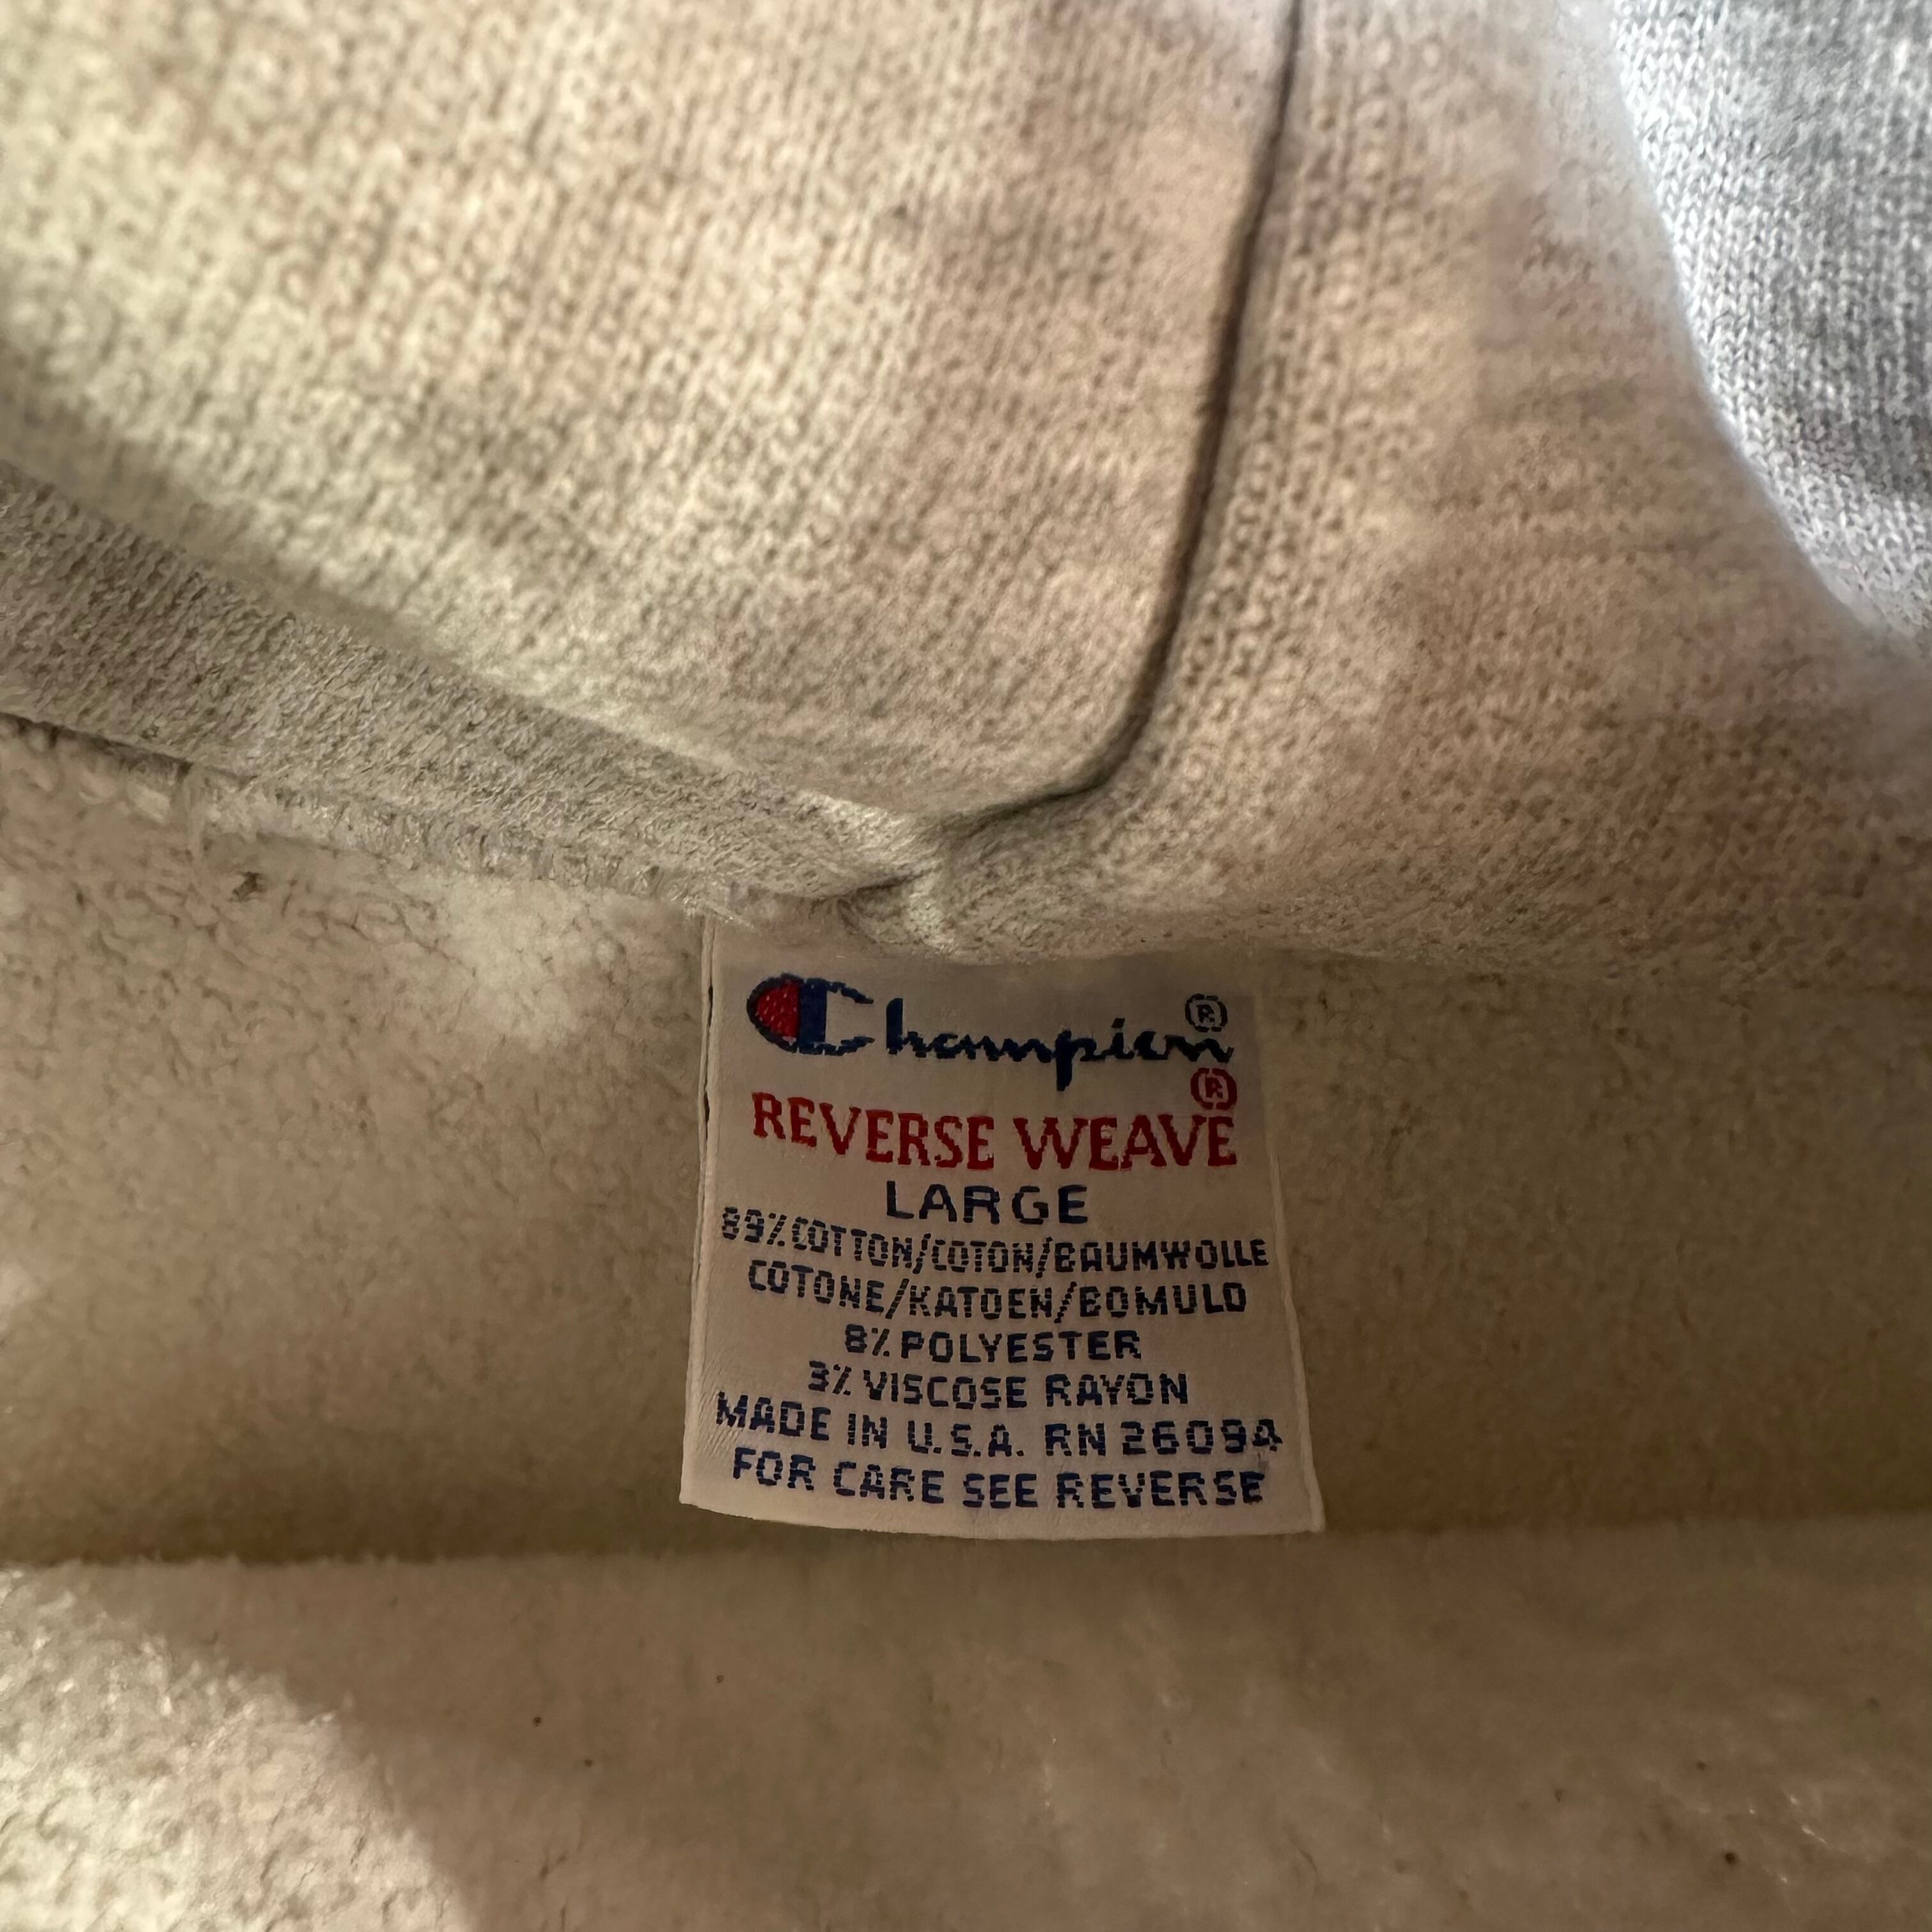 Champion®
REVERSE WEAVE®
LARGE
89% COTTON/COTON/BAUMWOLLE
COTONE/KATOEN/BOMULD
8% POLYESTER
3% VISCOSE RAYON
MADE IN U.S.A. RN 26094
FOR CARE SEE REVERSE